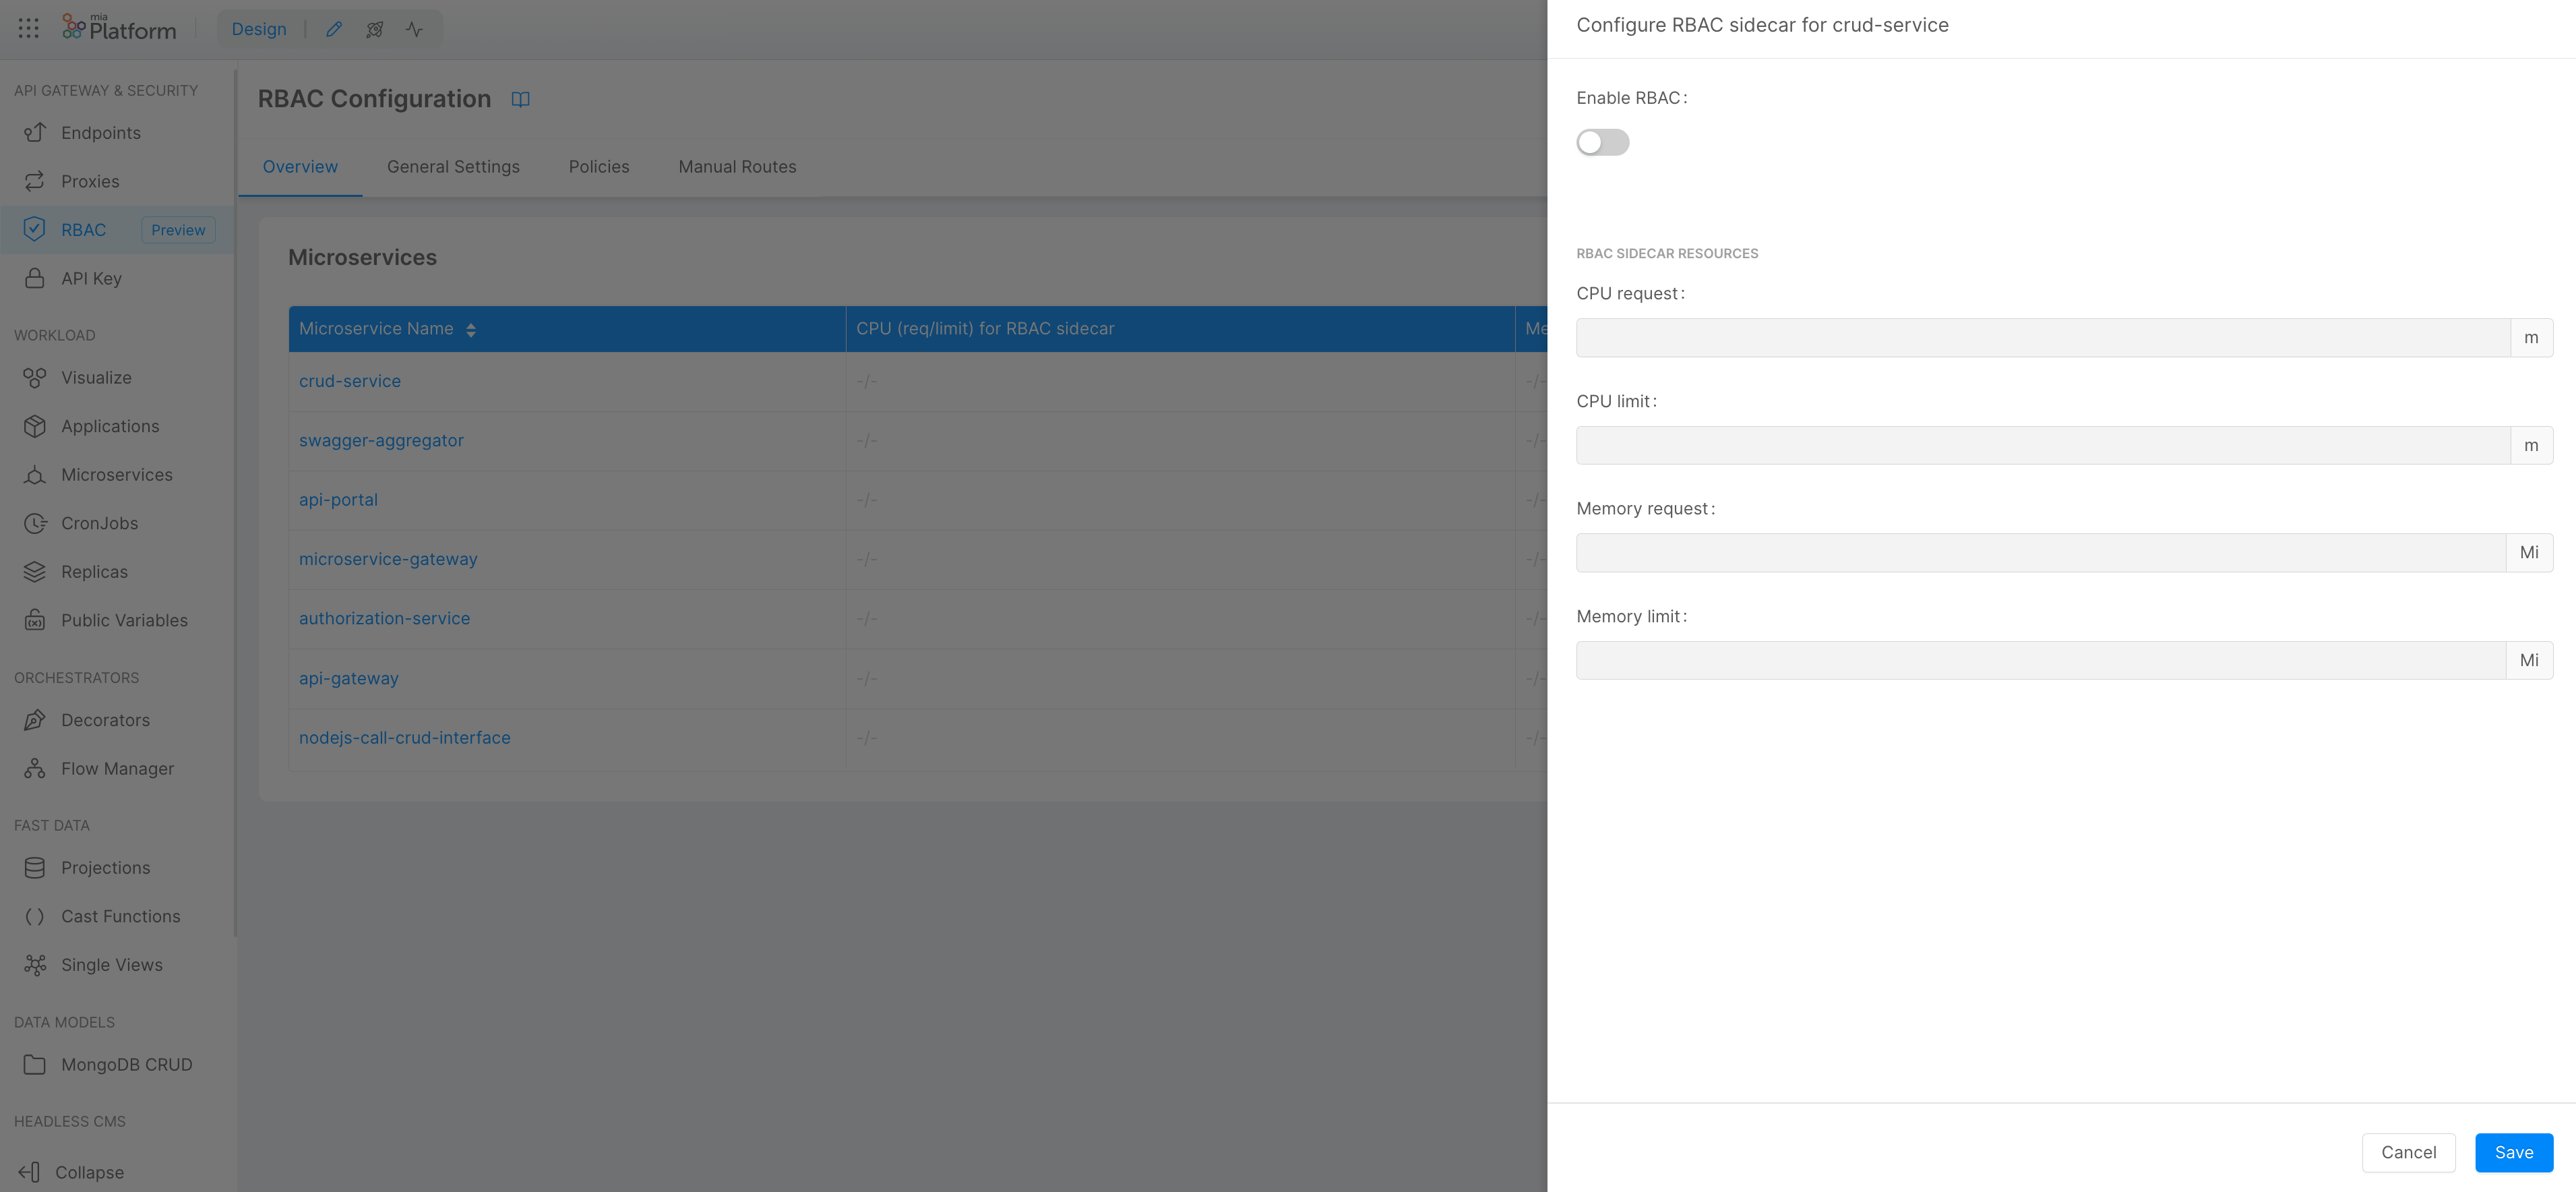 mia
Platform
Design
API GATEWAY & SECURITY
Endpoints
Proxies
RBAC Preview
API Key
WORKLOAD
Visualize
Applications
Microservices
CronJobs
Replicas
(x)
Public Variables
ORCHESTRATORS
Decorators
Flow Manager
FAST DATA
Projections
Cast Functions
Single Views
DATA MODELS
MongoDB CRUD
HEADLESS CMS
Collapse
RBAC Configuration
Overview General Settings Policies Manual Routes
Microservices
Microservice Name CPU (req/limit) for RBAC sidecar Me
crud-service -/- -/-
swagger-aggregator -/- -/-
api-portal -/- -/-
microservice-gateway -/- -/-
authorization-service -/- -/-
api-gateway -/- -/-
nodejs-call-crud-interface -/- -/-
Configure RBAC sidecar for crud-service
Enable RBAC:
RBAC SIDECAR RESOURCES
CPU request:
m
CPU limit:
m
Memory request:
Mi
Memory limit:
Mi
Cancel Save